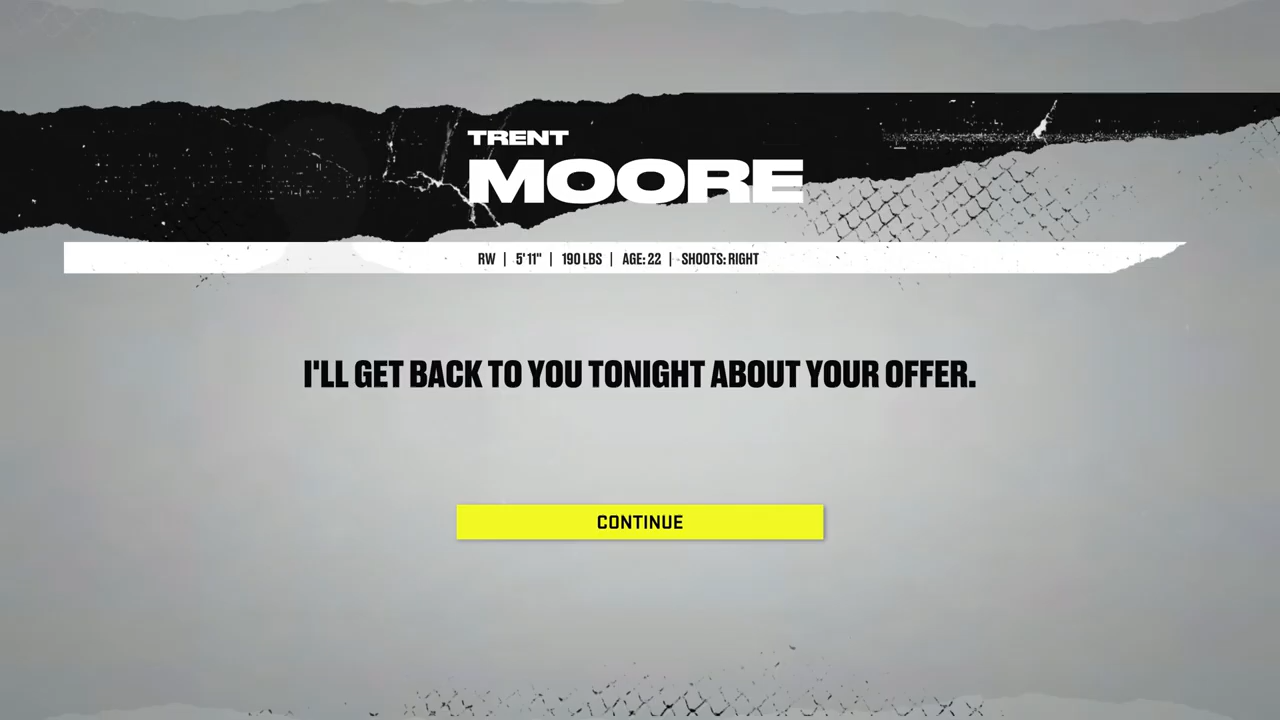 TRENT
MOORE
RW | 5'11" | 190 LBS | AGE: 22 | SHOOTS: RIGHT
I'LL GET BACK TO YOU TONIGHT ABOUT YOUR OFFER.
CONTINUE